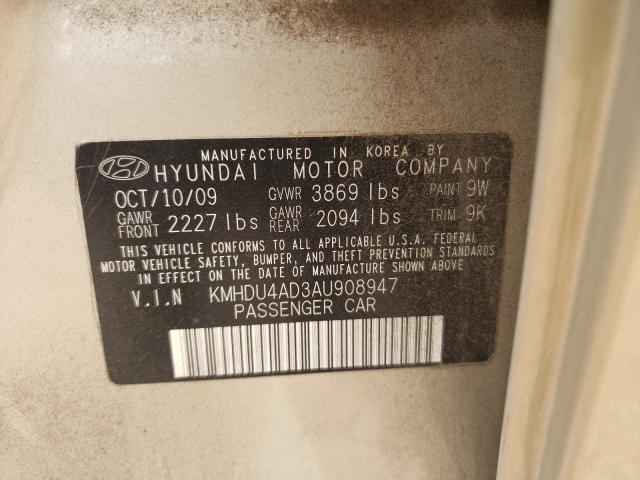 MANUFACTURED IN KOREA BY
HYUNDAI MOTOR COMPANY
OCT/10/09 GVWR 3869 lbs PAINT 9W
GAWR FRONT 2227 lbs GAWR REAR 2094 lbs TRIM 9K
THIS VEHICLE CONFORMS TO ALL APPLICABLE U.S.A. FEDERAL
MOTOR VEHICLE SAFETY, BUMPER, AND THEFT PREVENTION STANDARDS
IN EFFECT ON THE DATE OF MANUFACTURE SHOWN ABOVE
V.I.N KMHDU4AD3AU908947
PASSENGER CAR